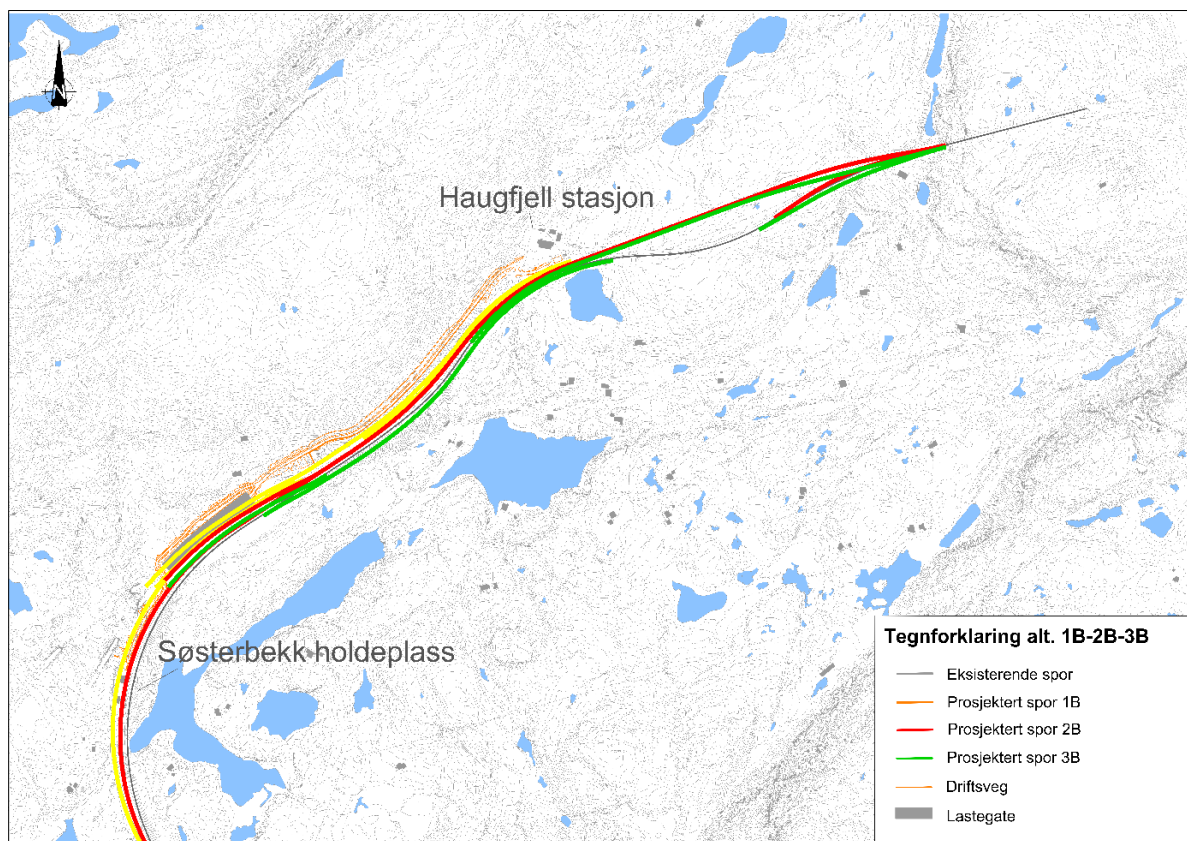 N
Haugfjell stasjon
Søsterbekk holdeplass
Tegnforklaring alt. 1B-2B-3B
Eksisterende spor
Prosjektert spor 1B
Prosjektert spor 2B
Prosjektert spor 3B
Driftsveg
Lastegate